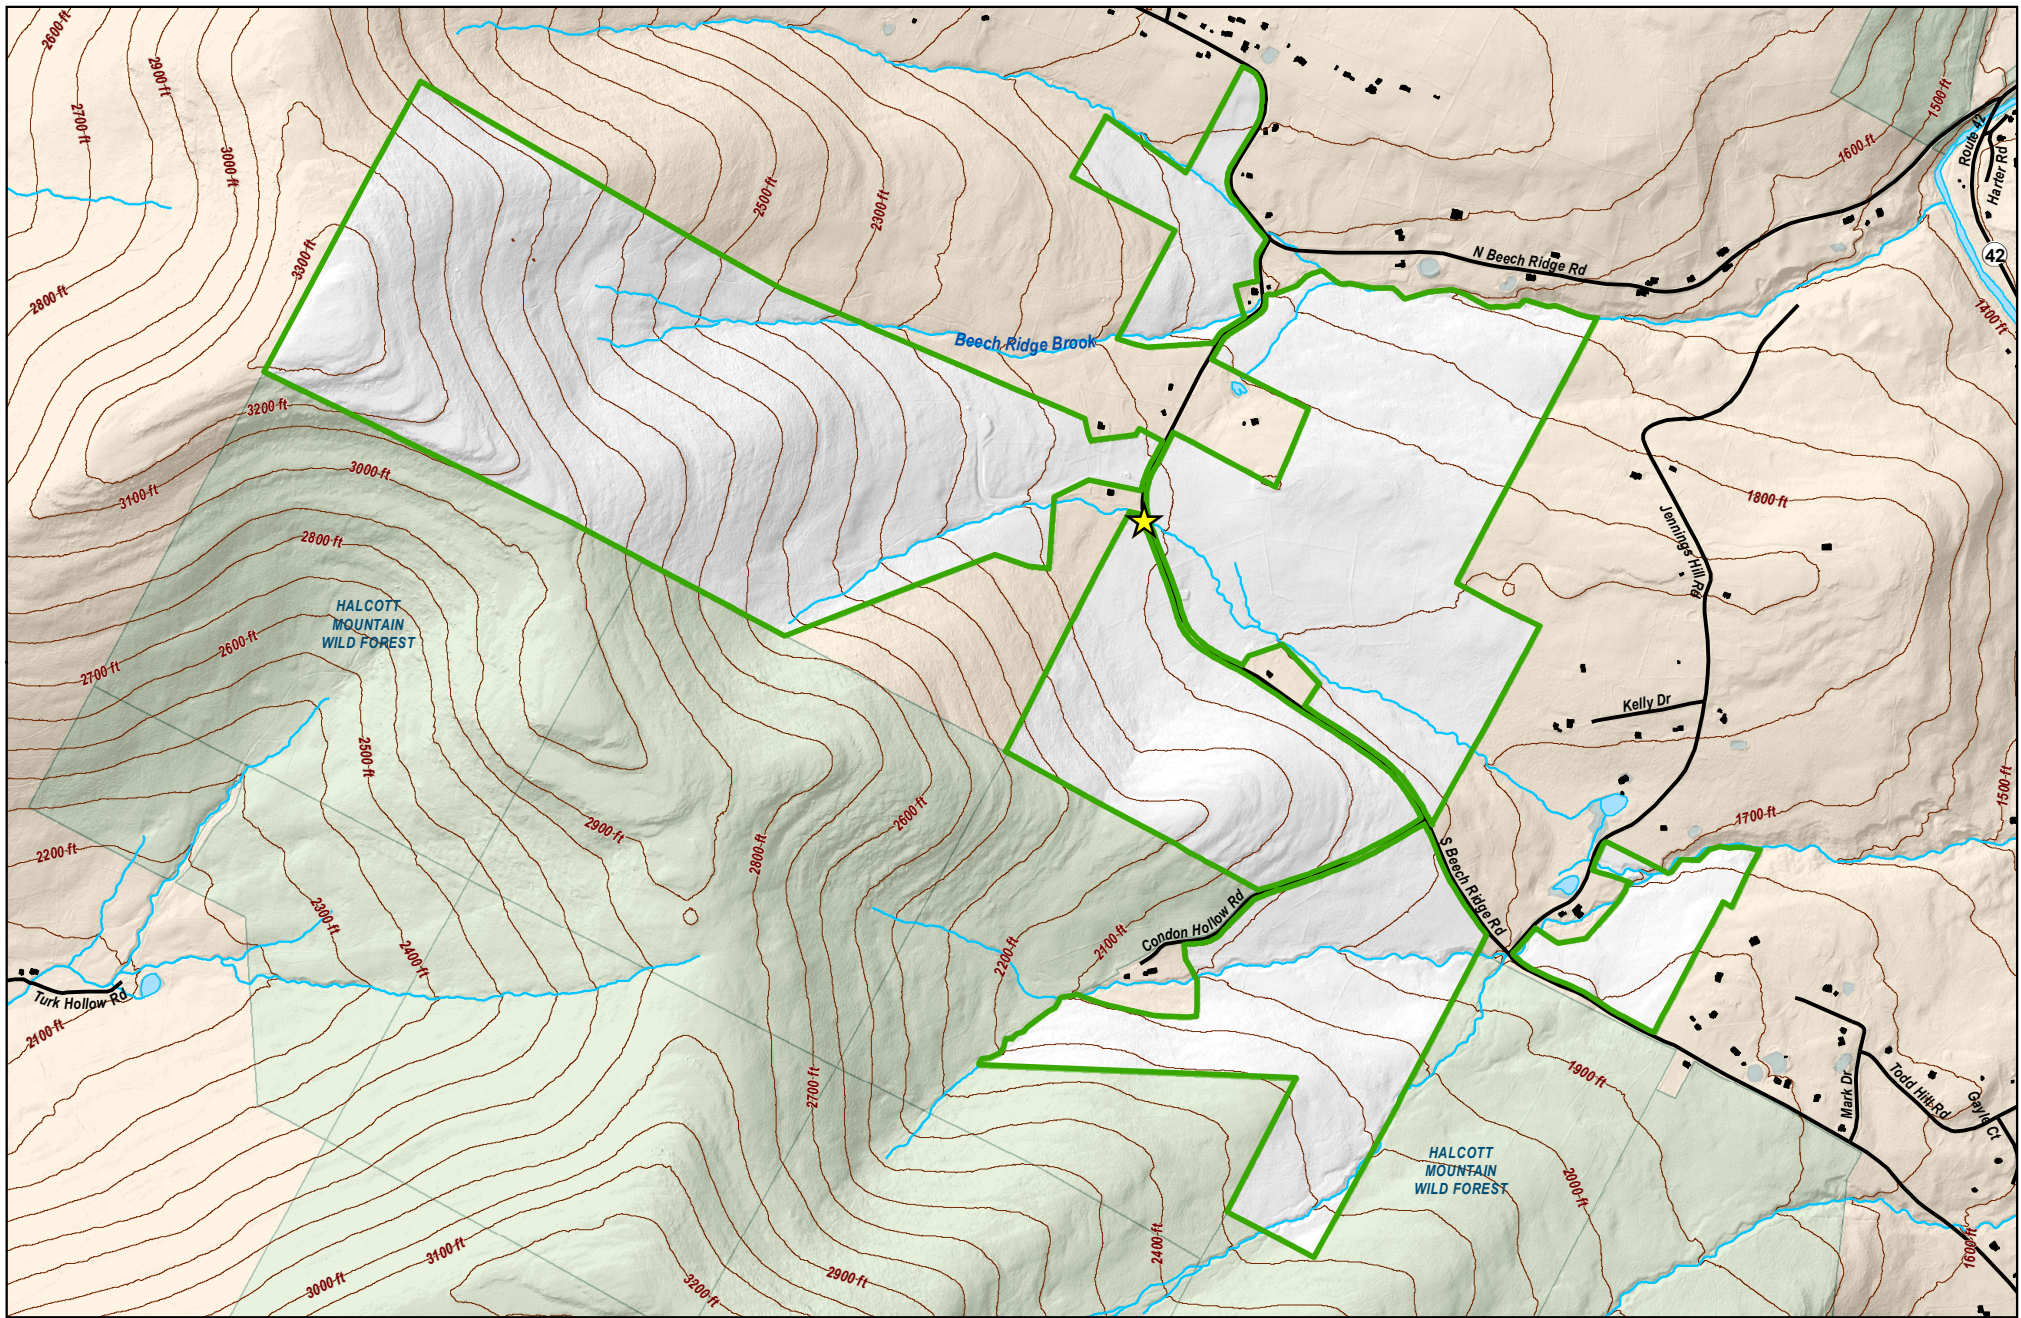 2600 ft
2900 ft
2700 ft
3000 ft
1500 ft
Route 42
1600 ft
Harter Rd
2500 ft
2300 ft
3300 ft
42
N Beech Ridge Rd
2800 ft
1400 ft
Beech Ridge Brook
3200 ft
3000 ft
3100 ft
1800 ft
2800 ft
Jennings Hill Rd
HALCOTT
MOUNTAIN
WILD FOREST
2600 ft
2700 ft
Kelly Dr
2500 ft
1500 ft
2600 ft
1700 ft
2900 ft
2800 ft
2200 ft
S Beech Ridge Rd
2300 ft
Condon Hollow Rd
2100 ft
2200 ft
2400 ft
Turk Hollow Rd
2100 ft
1900 ft
2700 ft
Mark Dr
Todd Hill Rd
Gayle Ct
HALCOTT
MOUNTAIN
WILD FOREST
2000 ft
3100 ft
2400 ft
1600 ft
3000 ft
3200 ft
2900 ft